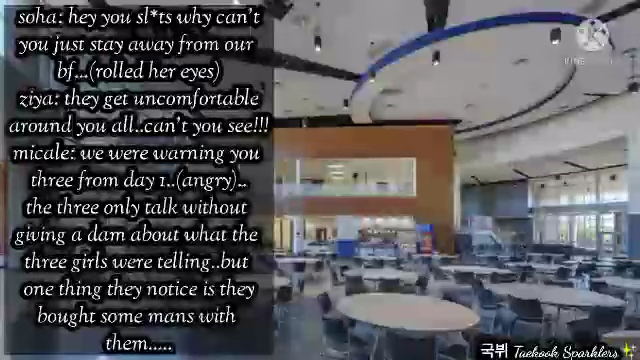 soha: hey you sl*ts why can't
you just stay away from our
bf...(rolled her eyes)
ziya: they get uncomfortable
around you all..can't you see!!!
micale: we were warning you
three from day 1..(angry)..
the three only talk without
giving a dam about what the
three girls were telling..but
one thing they notice is they
bought some mans with
them.....
국뷔 Taekook Sparklers